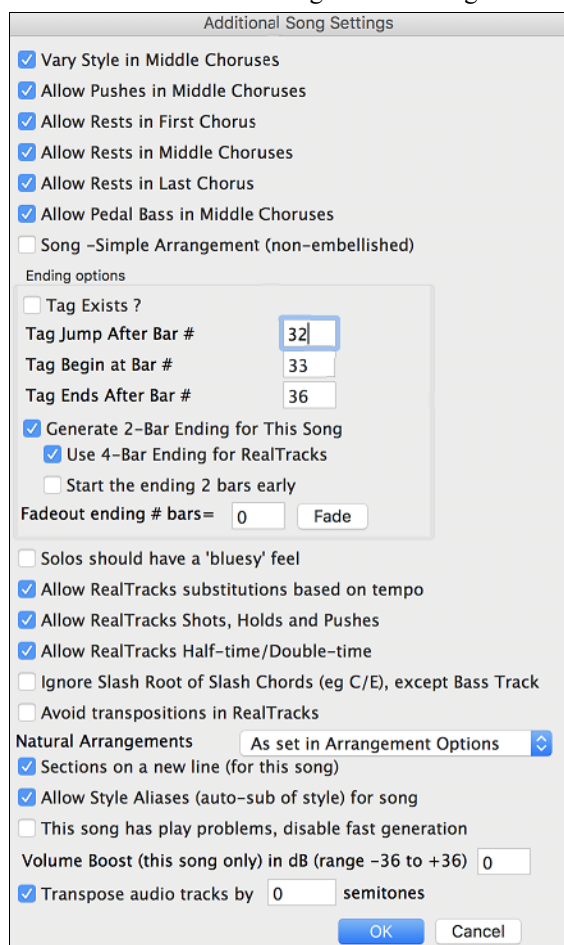 Additional Song Settings
Vary Style in Middle Choruses
Allow Pushes in Middle Choruses
Allow Rests in First Chorus
Allow Rests in Middle Choruses
Allow Rests in Last Chorus
Allow Pedal Bass in Middle Choruses
Song -Simple Arrangement (non-embellished)
Ending options
Tag Exists ?
Tag Jump After Bar # 32
Tag Begin at Bar # 33
Tag Ends After Bar # 36
Generate 2-Bar Ending for This Song
Use 4-Bar Ending for RealTracks
Start the ending 2 bars early
Fadeout ending # bars= 0 Fade
Solos should have a 'bluesy' feel
Allow RealTracks substitutions based on tempo
Allow RealTracks Shots, Holds and Pushes
Allow RealTracks Half-time/Double-time
Ignore Slash Root of Slash Chords (eg C/E), except Bass Track
Avoid transpositions in RealTracks
Natural Arrangements As set in Arrangement Options
Sections on a new line (for this song)
Allow Style Aliases (auto-sub of style) for song
This song has play problems, disable fast generation
Volume Boost (this song only) in dB (range -36 to +36) 0
Transpose audio tracks by 0 semitones
OK Cancel